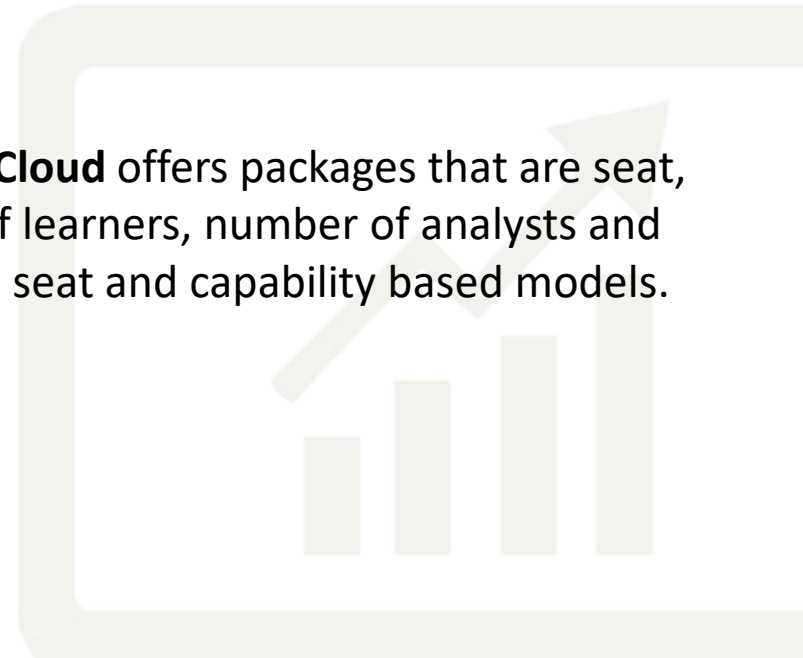 Cloud offers packages that are seat,
f learners, number of analysts and
seat and capability based models.